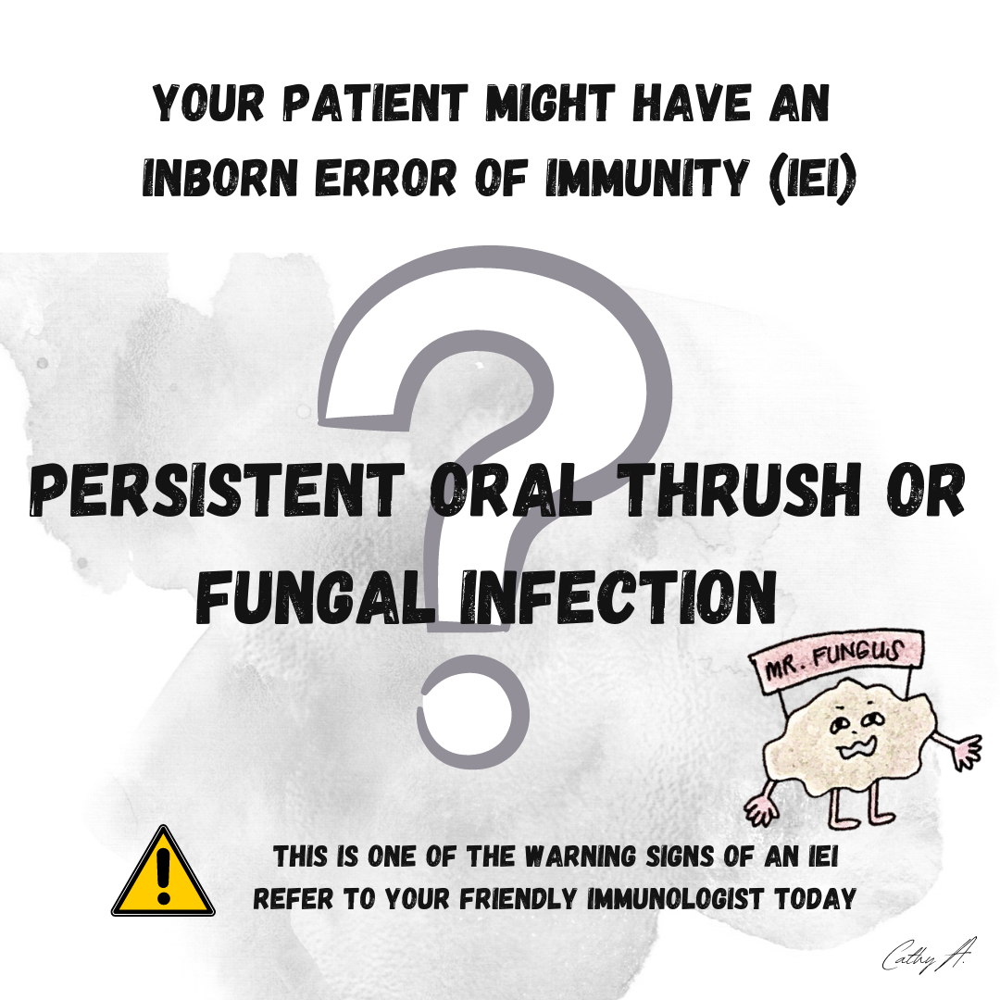 YOUR PATIENT MIGHT HAVE AN
INBORN ERROR OF IMMUNITY (IEI)
PERSISTENT ORAL THRUSH OR
FUNGAL INFECTION
MR. FUNGUS
THIS IS ONE OF THE WARNING SIGNS OF AN IEI
REFER TO YOUR FRIENDLY IMMUNOLOGIST TODAY
Cathy A.